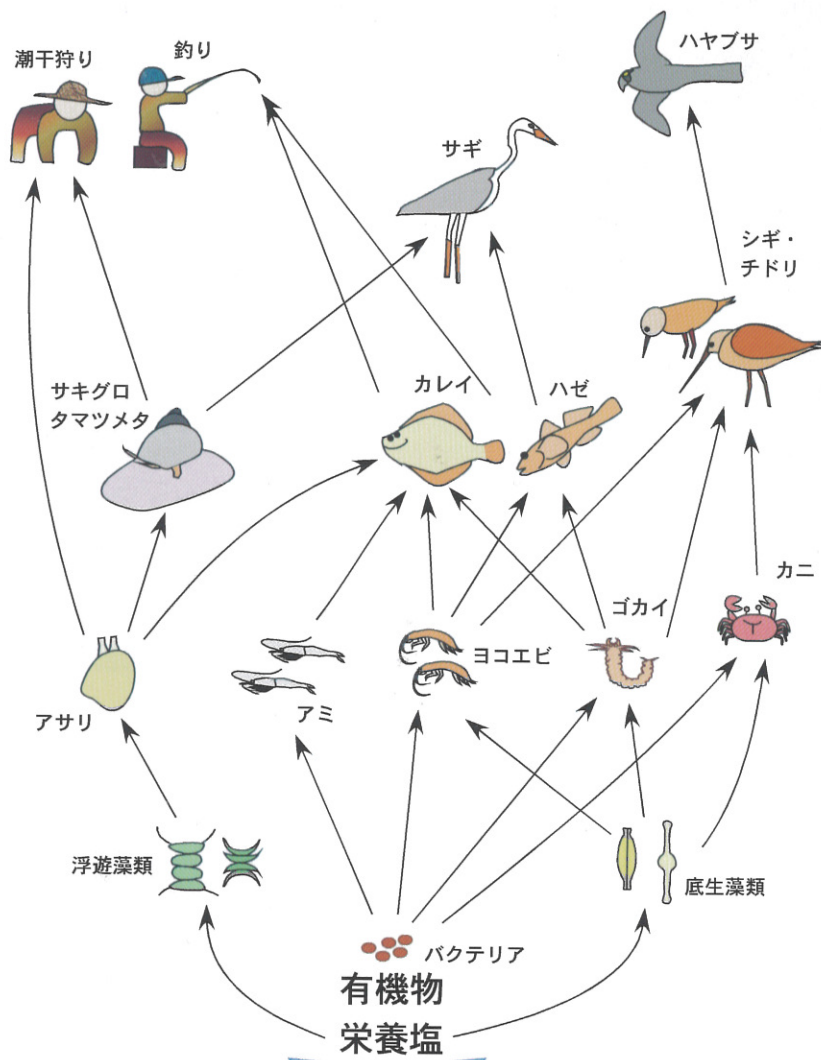 潮干狩り
釣り
ハヤブサ
サギ
シギ・
チドリ
サキグロ
タマツメタ
カレイ
ハゼ
カニ
ゴカイ
ヨコエビ
アミ
アサリ
浮遊藻類
底生藻類
バクテリア
有機物
栄養塩